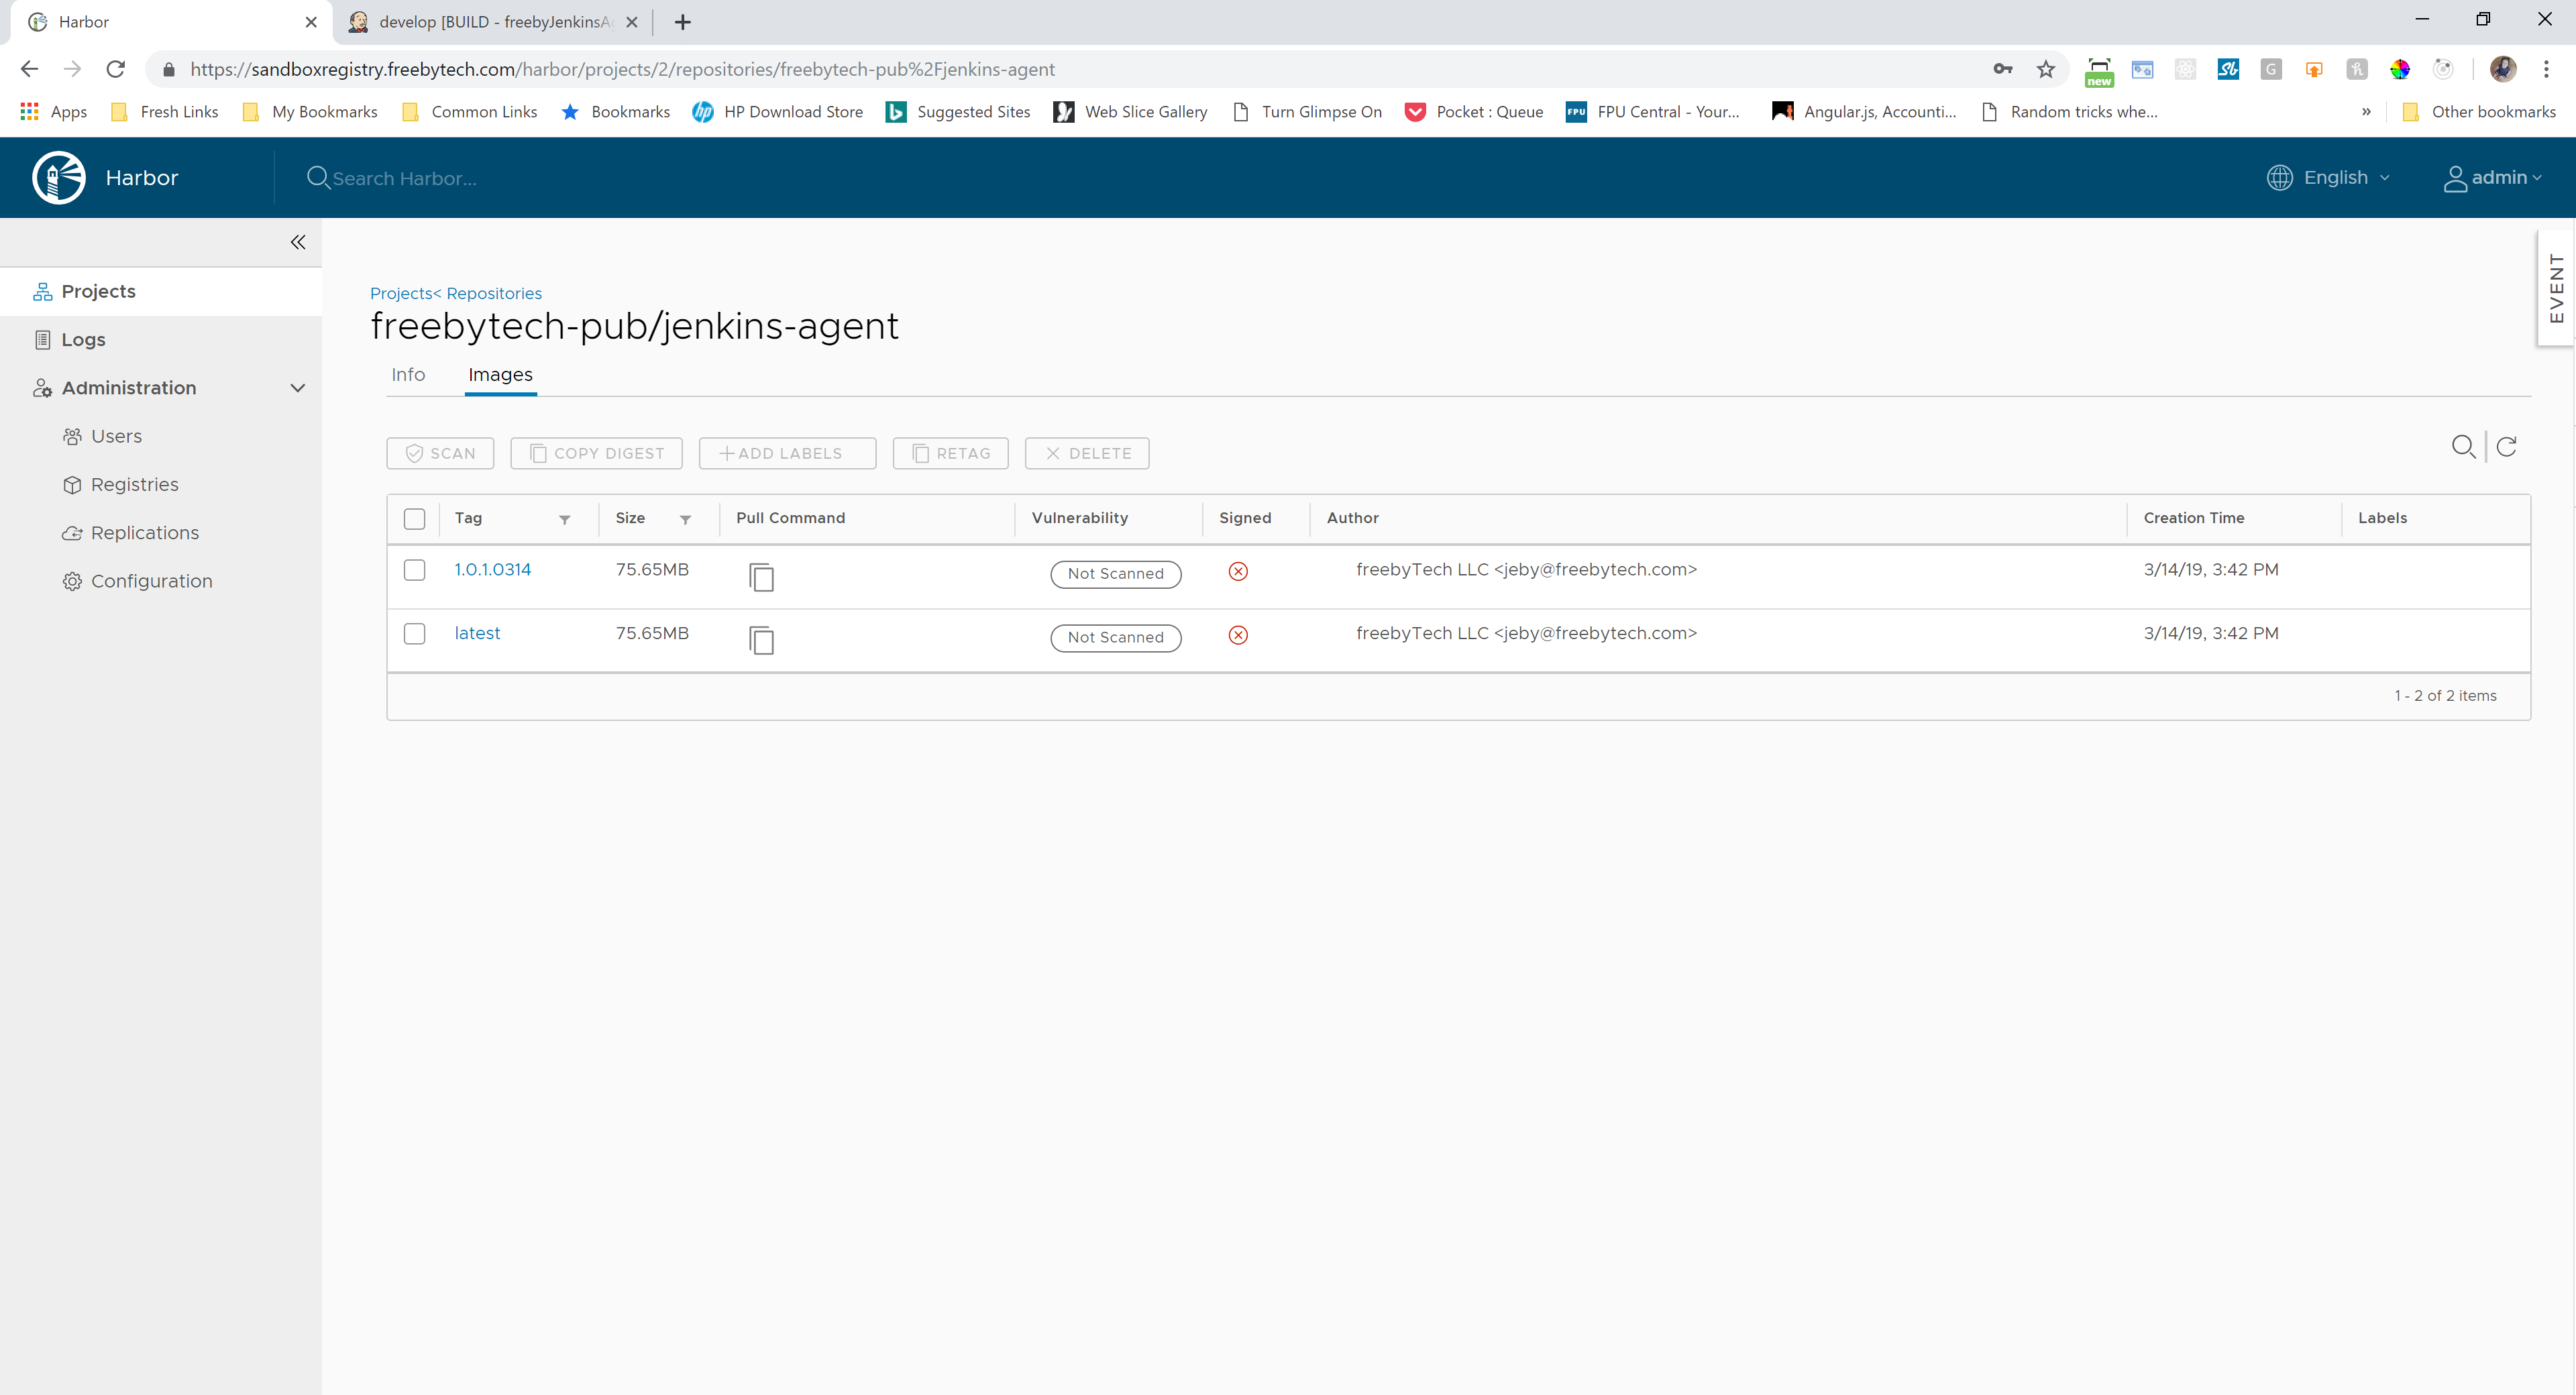 Harbor
develop [BUILD - freebyJenkinsA
https://sandboxregistry.freebytech.com/harbor/projects/2/repositories/freebytech-pub%2Fjenkins-agent
Sb
G
h
new
Apps
Fresh Links
My Bookmarks
Common Links
Bookmarks
hp
HP Download Store
b
Suggested Sites
Web Slice Gallery
Turn Glimpse On
Pocket : Queue
FPU
FPU Central - Your...
Angular.js, Accounti...
Random tricks whe...
»
Other bookmarks
Harbor
Search Harbor...
English
admin
EVENT
Projects
Logs
Administration
Users
Registries
Replications
Configuration
Projects< Repositories
freebytech-pub/jenkins-agent
Info
Images
SCAN
COPY DIGEST
+ADD LABELS
RETAG
DELETE
Tag Size Pull Command Vulnerability Signed Author Creation Time Labels
1.0.1.0314 75.65MB Not Scanned freebyTech LLC <jeby@freebytech.com> 3/14/19, 3:42 PM
latest 75.65MB Not Scanned freebyTech LLC <jeby@freebytech.com> 3/14/19, 3:42 PM
1 - 2 of 2 items